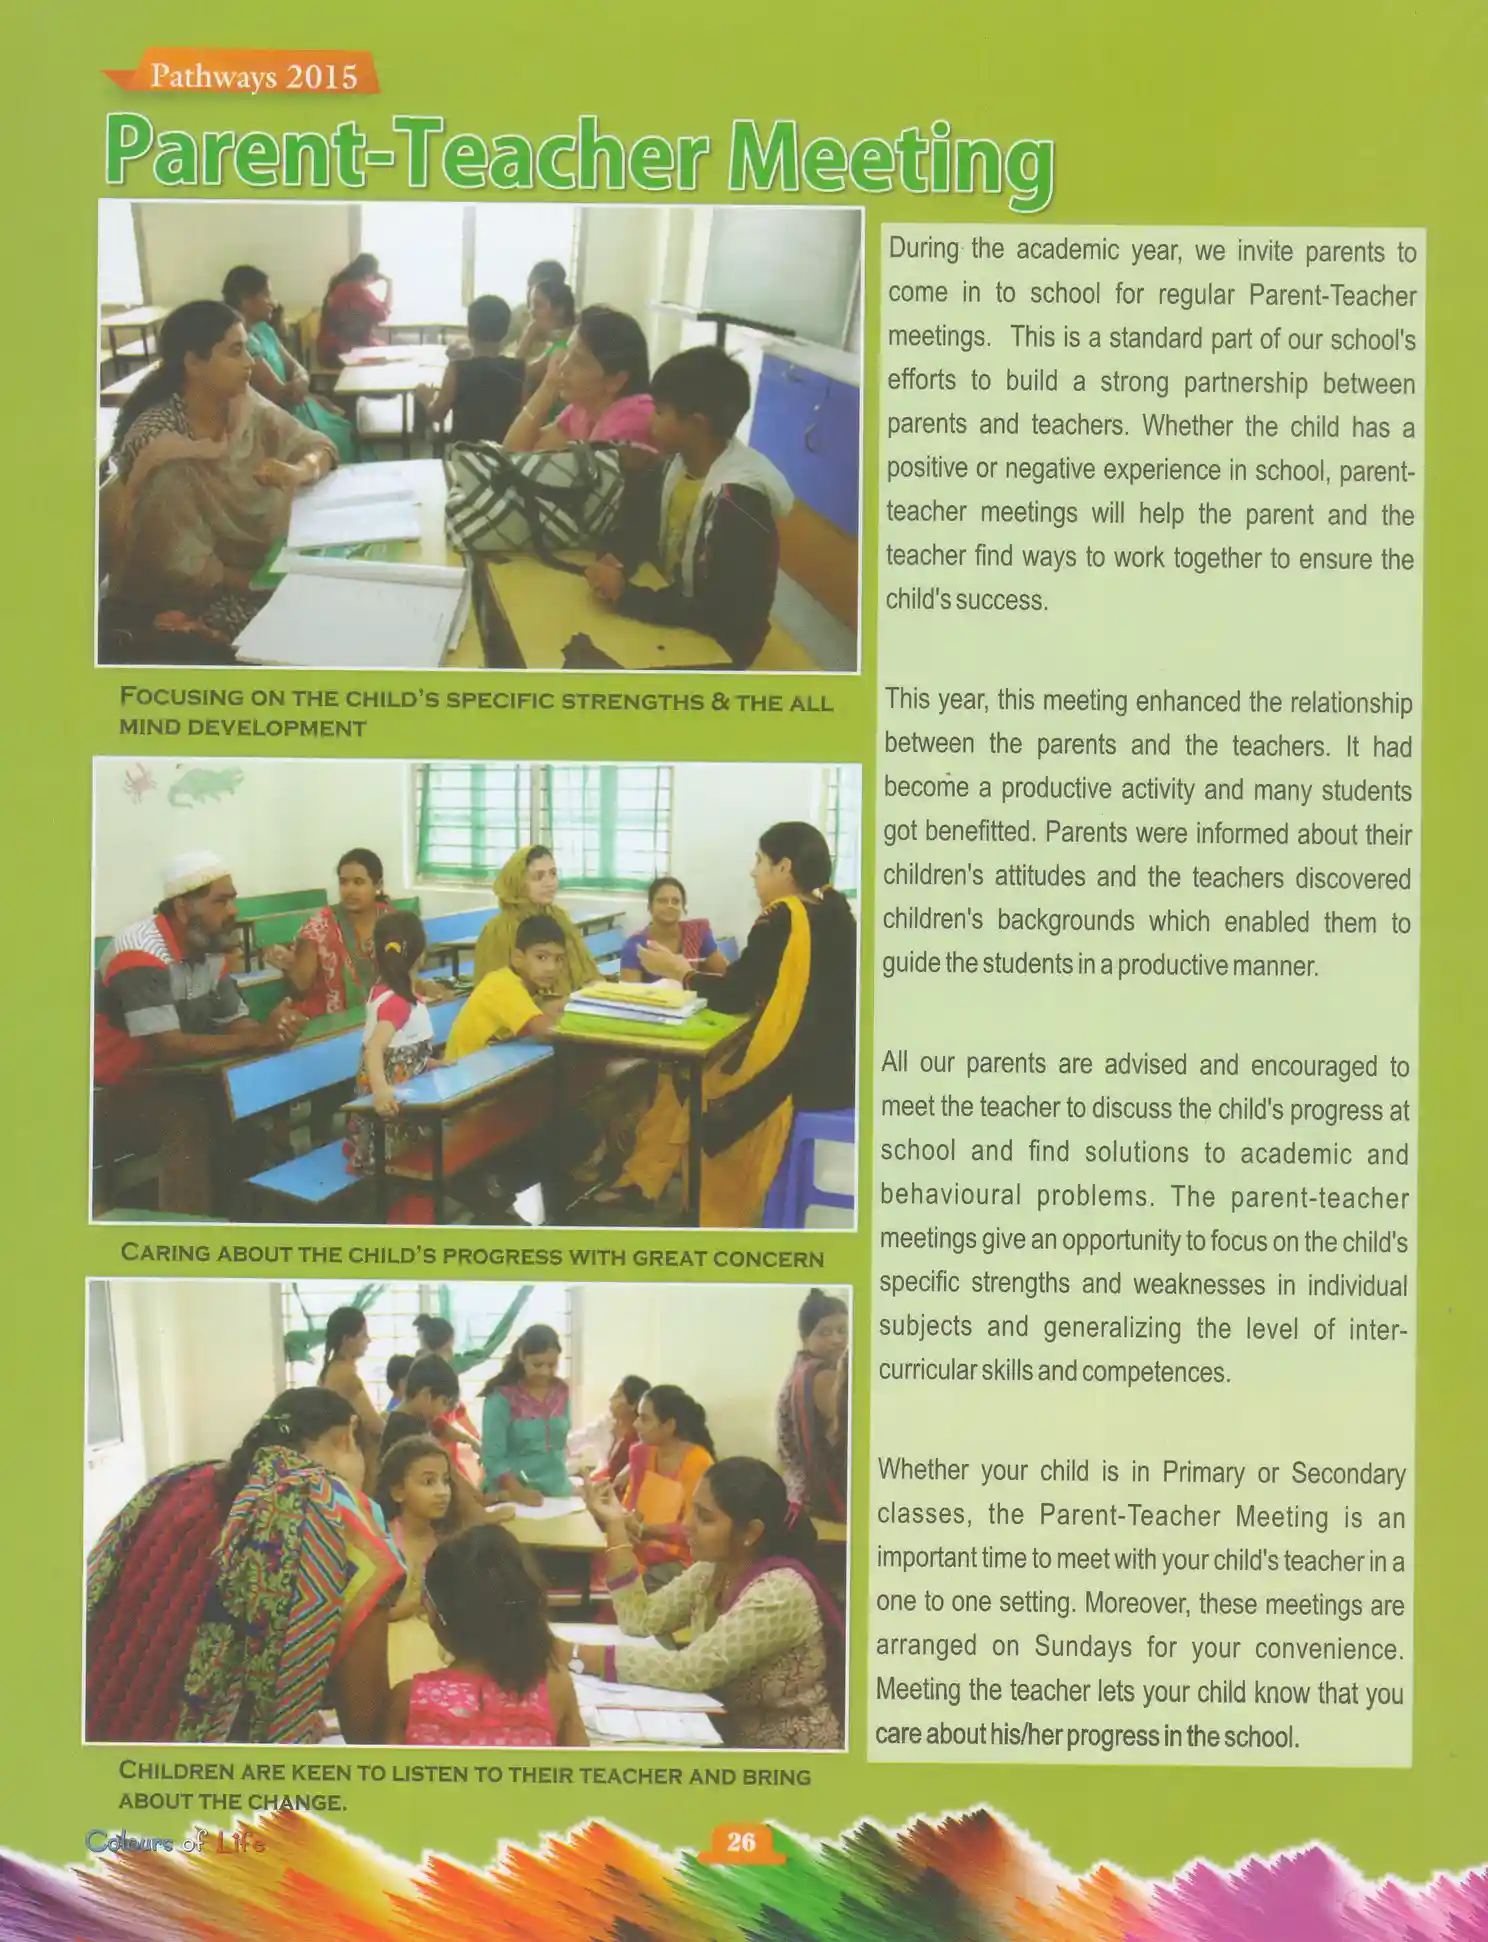 Pathways 2015
Parent-Teacher Meeting
During the academic year, we invite parents to
come in to school for regular Parent-Teacher
meetings. This is a standard part of our school's
efforts to build a strong partnership between
parents and teachers. Whether the child has a
positive or negative experience in school, parent-
teacher meetings will help the parent and the
teacher find ways to work together to ensure the
child's success.
This year, this meeting enhanced the relationship
between the parents and the teachers. It had
become a productive activity and many students
got benefitted. Parents were informed about their
children's attitudes and the teachers discovered
children's backgrounds which enabled them to
guide the students in a productive manner.
All our parents are advised and encouraged to
meet the teacher to discuss the child's progress at
school and find solutions to academic and
behavioural problems. The parent-teacher
meetings give an opportunity to focus on the child's
specific strengths and weaknesses in individual
subjects and generalizing the level of inter-
curricular skills and competences.
Whether your child is in Primary or Secondary
classes, the Parent-Teacher Meeting is an
important time to meet with your child's teacher in a
one to one setting. Moreover, these meetings are
arranged on Sundays for your convenience.
Meeting the teacher lets your child know that you
care about his/her progress in the school.
FOCUSING ON THE CHILD'S SPECIFIC STRENGTHS & THE ALL
MIND DEVELOPMENT
CARING ABOUT THE CHILD'S PROGRESS WITH GREAT CONCERN
CHILDREN ARE KEEN TO LISTEN TO THEIR TEACHER AND BRING
ABOUT THE CHANGE.
Colours of Life
26